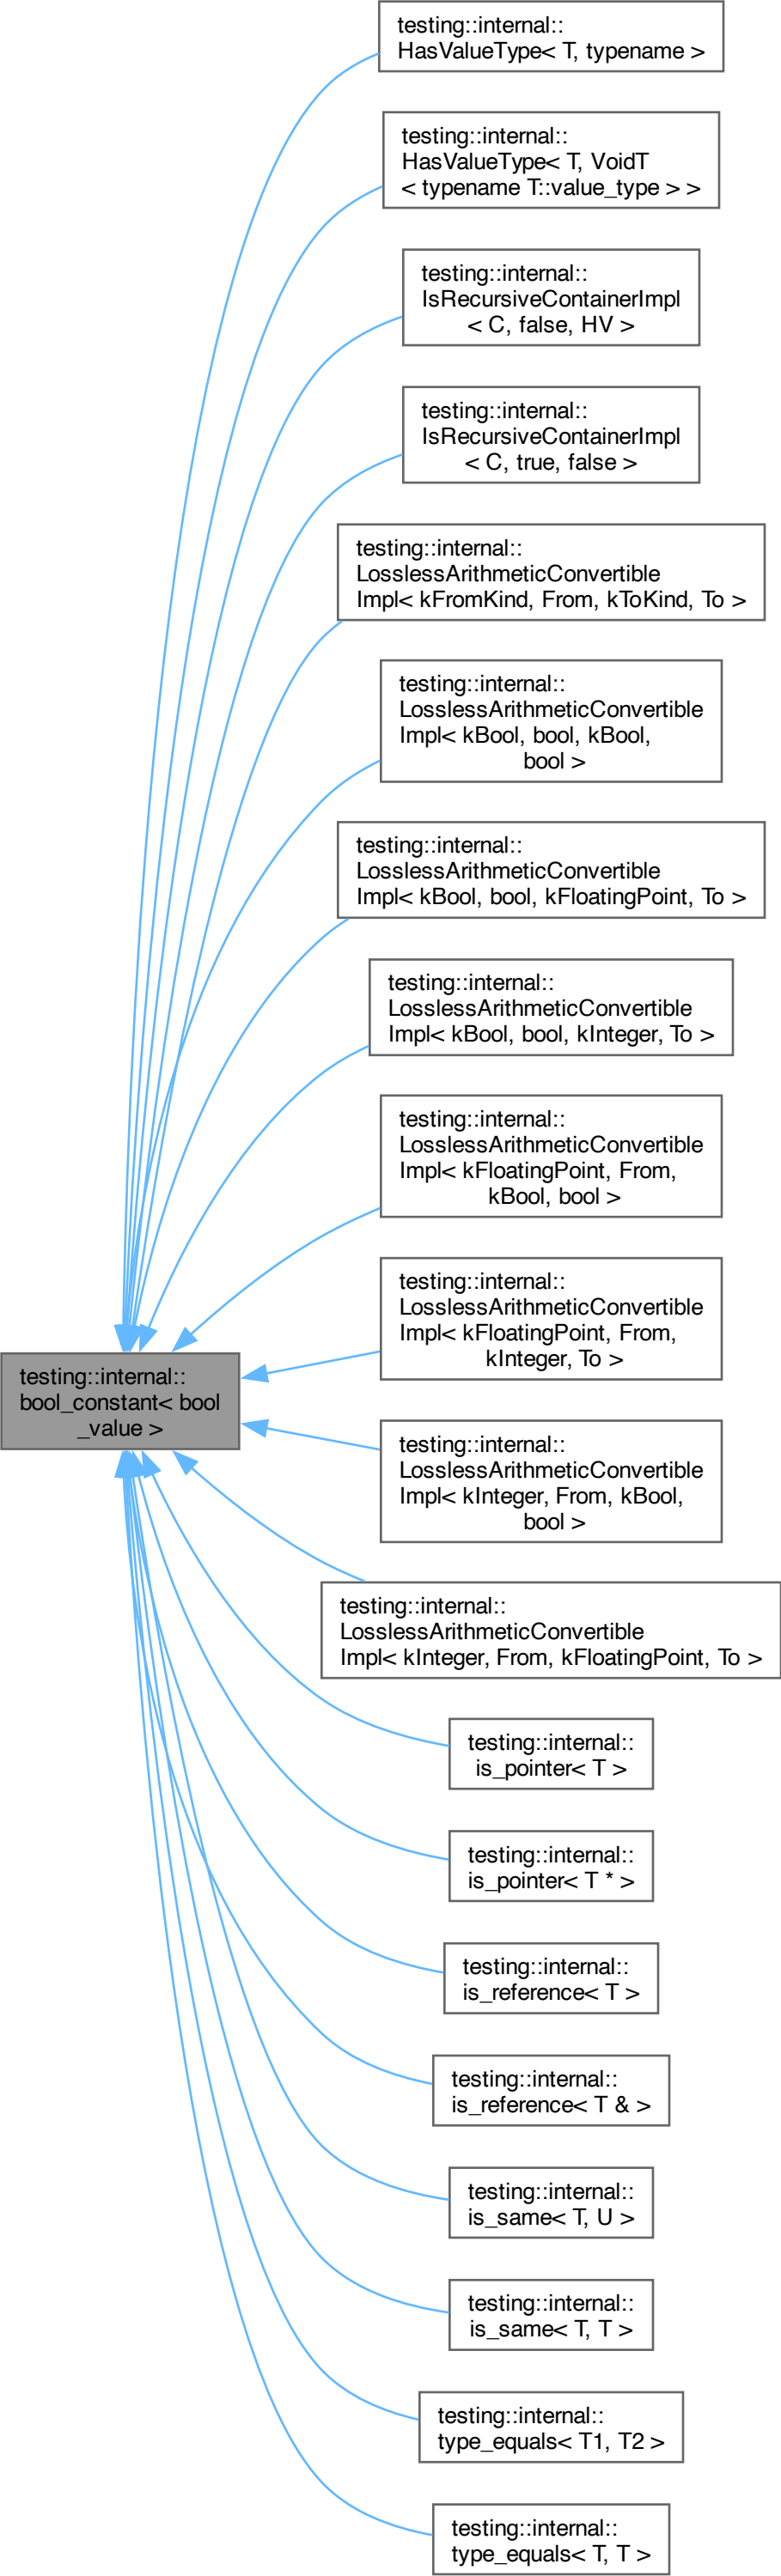 testing::internal::
HasValueType< T, typename >
testing::internal::
HasValueType< T, VoidT
< typename T::value_type > >
testing::internal::
IsRecursiveContainerImpl
< C, false, HV >
testing::internal::
IsRecursiveContainerImpl
< C, true, false >
testing::internal::
LosslessArithmeticConvertible
Impl< kFromKind, From, kToKind, To >
testing::internal::
LosslessArithmeticConvertible
Impl< kBool, bool, kBool,
bool >
testing::internal::
LosslessArithmeticConvertible
Impl< kBool, bool, kFloatingPoint, To >
testing::internal::
LosslessArithmeticConvertible
Impl< kBool, bool, kInteger, To >
testing::internal::
LosslessArithmeticConvertible
Impl< kFloatingPoint, From,
kBool, bool >
testing::internal::
LosslessArithmeticConvertible
Impl< kFloatingPoint, From,
kInteger, To >
testing::internal::
bool_constant< bool
_value >
testing::internal::
LosslessArithmeticConvertible
Impl< kInteger, From, kBool,
bool >
testing::internal::
LosslessArithmeticConvertible
Impl< kInteger, From, kFloatingPoint, To >
testing::internal::
is_pointer< T >
testing::internal::
is_pointer< T * >
testing::internal::
is_reference< T >
testing::internal::
is_reference< T & >
testing::internal::
is_same< T, U >
testing::internal::
is_same< T, T >
testing::internal::
type_equals< T1, T2 >
testing::internal::
type_equals< T, T >